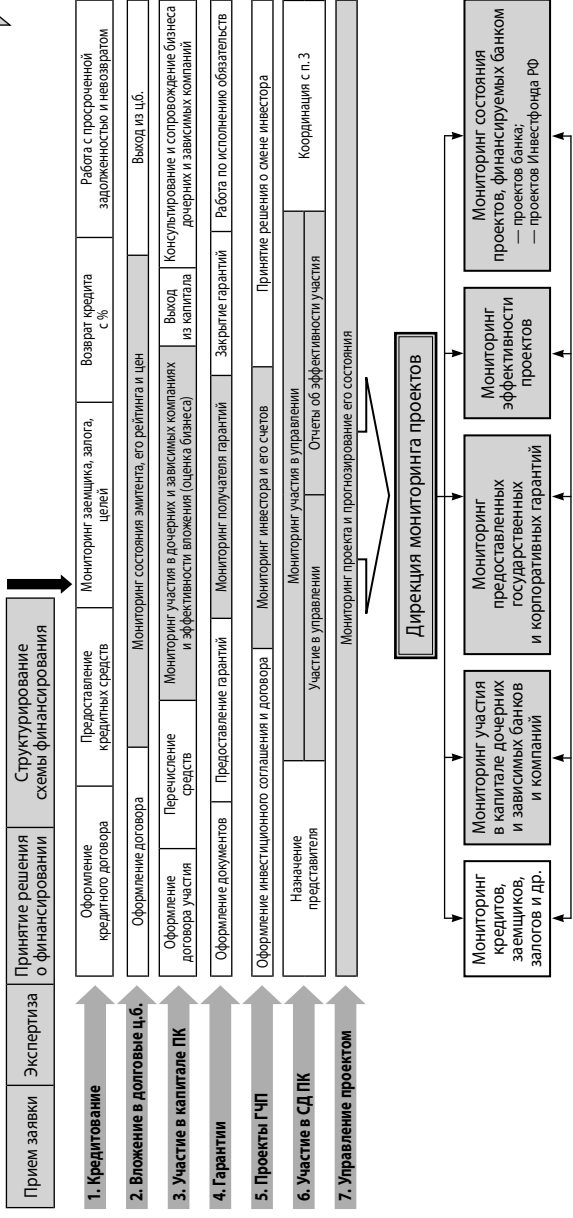 Прием заявки
Экспертиза
Принятие решения
о финансировании
Структурирование
схемы финансирования
1. Кредитование
Оформление
кредитного договора
Предоставление
кредитных средств
Мониторинг заемщика, залога,
целей
Возврат кредита
с %
Работа с просроченной
задолженностью и невозвратом
2. Вложение в долговые ц.б.
Оформление договора
Мониторинг состояния эмитента, его рейтинга и цен
Выход из ц.б.
3. Участие в капитале ПК
Оформление
договора участия
Перечисление
средств
Мониторинг участия в дочерних и зависимых компаниях
и эффективности вложения (оценка бизнеса)
Выход
из капитала
Консультирование и сопровождение бизнеса
дочерних и зависимых компаний
4. Гарантии
Оформление документов
Предоставление гарантий
Мониторинг получателя гарантий
Закрытие гарантий
Работа по исполнению обязательств
5. Проекты ГЧП
Оформление инвестиционного соглашения и договора
Мониторинг инвестора и его счетов
Принятие решения о смене инвестора
6. Участие в СД ПК
Назначение
представителя
Мониторинг участия в управлении
Участие в управлении
Отчеты об эффективности участия
Координация с п. 3
7. Управление проектом
Мониторинг проекта и прогнозирование его состояния
Дирекция мониторинга проектов
Мониторинг
кредитов,
заемщиков,
залогов и др.
Мониторинг участия
в капитале дочерних
и зависимых банков
и компаний
Мониторинг
предоставленных
государственных
и корпоративных гарантий
Мониторинг
эффективности
проектов
Мониторинг состояния
проектов, финансируемых банком
— проектов банка;
— проектов Инвестфонда РФ